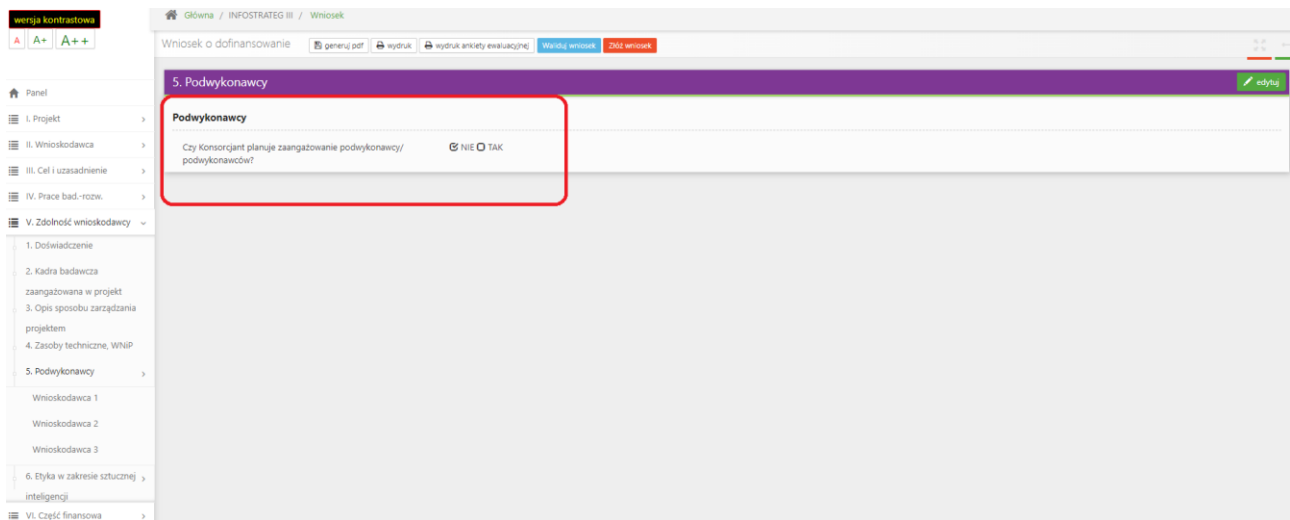 wersja kontrastowa
A A+ A++
Panel
I. Projekt
II. Wnioskodawca
III. Cel i uzasadnienie
IV. Prace bad.-rozw.
V. Zdolność wnioskodawcy
1. Doświadczenie
2. Kadra badawcza
zaangażowana w projekt
3. Opis sposobu zarządzania
projektem
4. Zasoby techniczne, WNiP
5. Podwykonawcy
Wnioskodawca 1
Wnioskodawca 2
Wnioskodawca 3
6. Etyka w zakresie sztucznej
inteligencji
VI. Część finansowa
Główna / INFOSTRATEG III / Wniosek
Wniosek o dofinansowanie generuj pdf wydruk wydruk ankiety ewaluacyjnej Waliduj wniosek Złóż wniosek
5. Podwykonawcy edytuj
Podwykonawcy
Czy Konsorcjant planuje zaangażowanie podwykonawcy/ NIE TAK
podwykonawców?